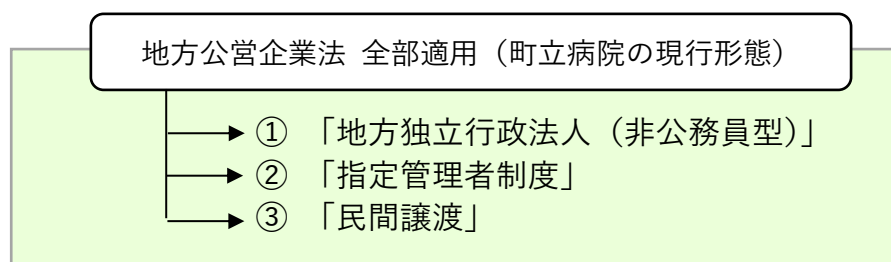 地方公営企業法 全部適用（町立病院の現行形態）
① 「地方独立行政法人（非公務員型）」
② 「指定管理者制度」
③ 「民間譲渡」